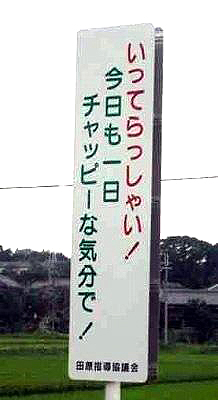 いってらっしゃい！
今日も一日
チャッピーな気分で！
田原指導協議会